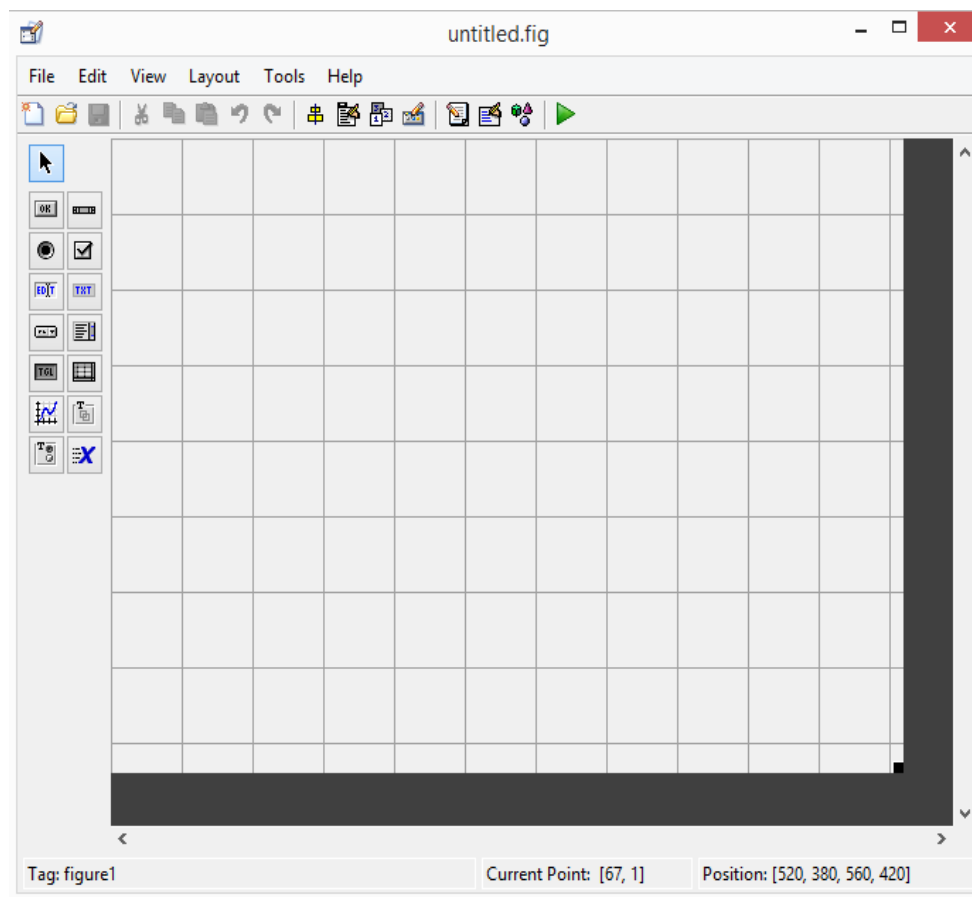 untitled.fig
File Edit View Layout Tools Help
OK
EDIT TXT
TGL
T
T X
Tag: figure1 Current Point: [67, 1] Position: [520, 380, 560, 420]